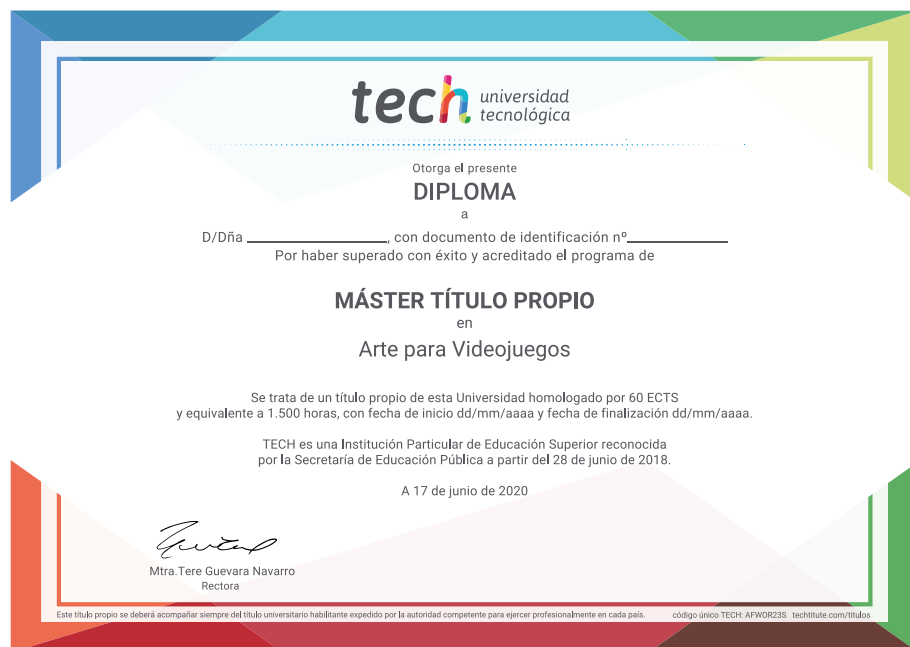 tech universidad
tecnológica
Otorga el presente
DIPLOMA
a
D/Dña ____________________, con documento de identificación nº______________
Por haber superado con éxito y acreditado el programa de
MÁSTER TÍTULO PROPIO
en
Arte para Videojuegos
Se trata de un título propio de esta Universidad homologado por 60 ECTS
y equivalente a 1.500 horas, con fecha de inicio dd/mm/aaaa y fecha de finalización dd/mm/aaaa.
TECH es una Institución Particular de Educación Superior reconocida
por la Secretaría de Educación Pública a partir del 28 de junio de 2018.
A 17 de junio de 2020
Mtra.Tere Guevara Navarro
Rectora
Este título propio se deberá acompañar siempre del título universitario habilitante expedido por la autoridad competente para ejercer profesionalmente en cada país. código único TECH: AFWOR23S techtitute.com/titulos